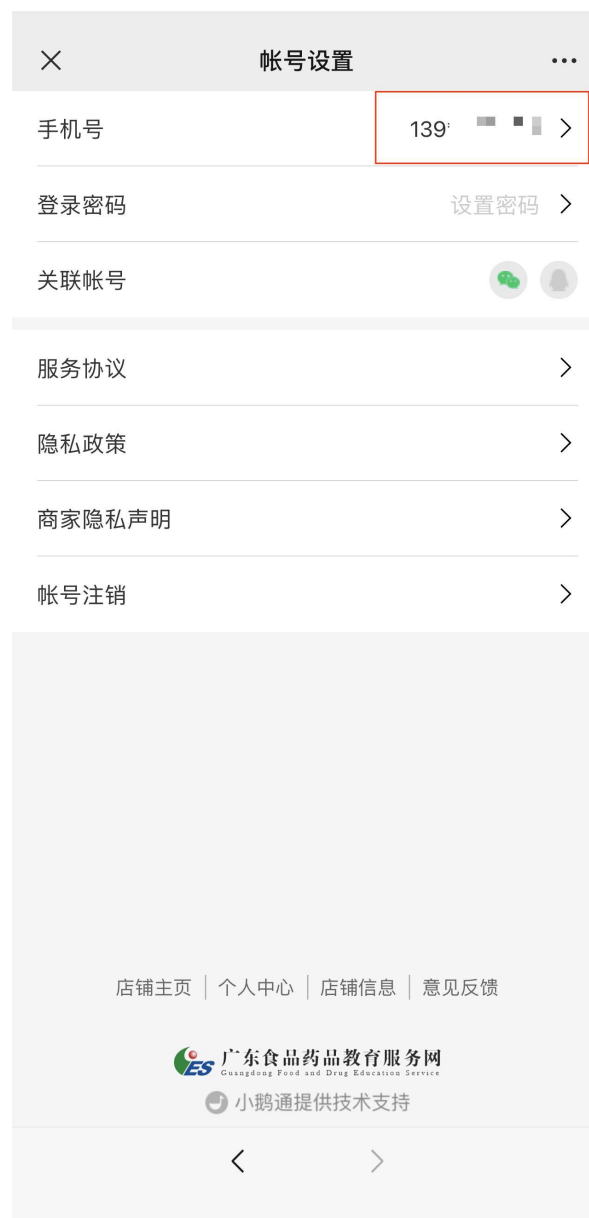 帐号设置
手机号 139
登录密码 设置密码
关联帐号
服务协议
隐私政策
商家隐私声明
帐号注销
店铺主页 | 个人中心 | 店铺信息 | 意见反馈
ES 广东食品药品教育服务网
Guangdong Food and Drug Education Service
小鹅通提供技术支持